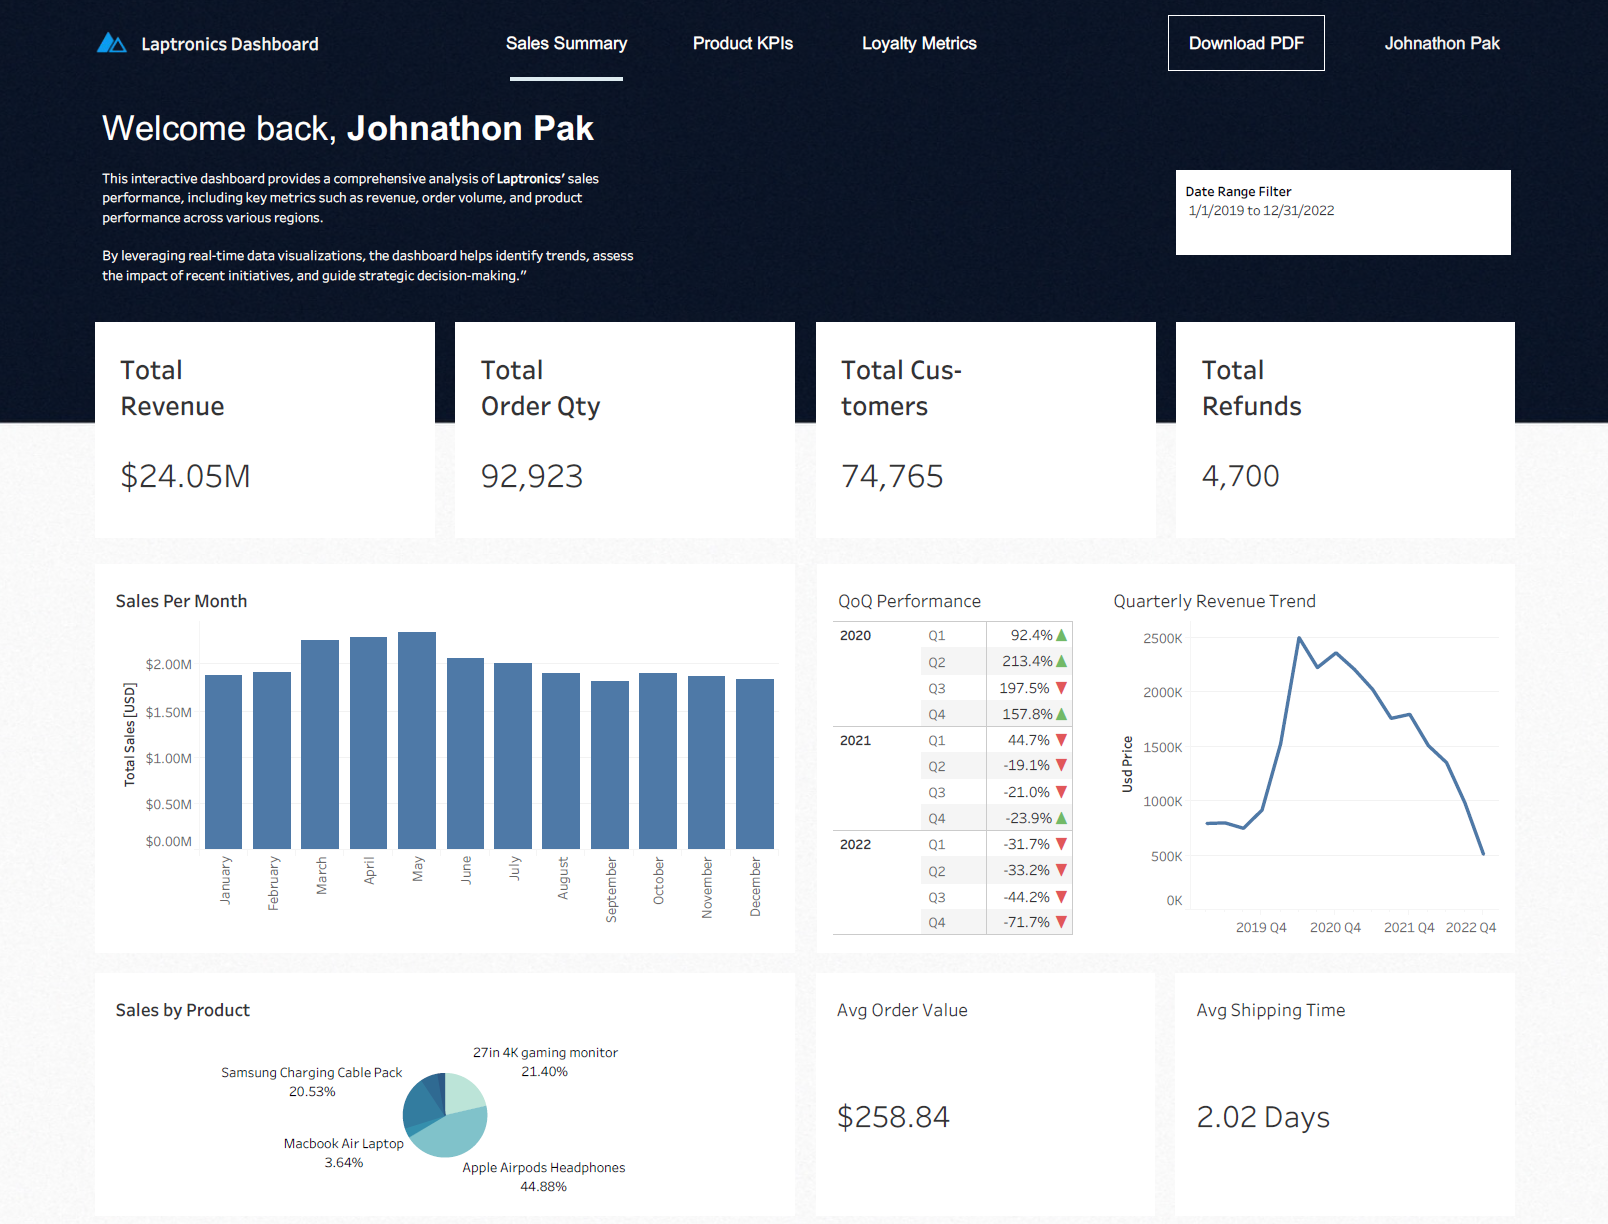 Laptronics Dashboard
Sales Summary
Product KPIs
Loyalty Metrics
Download PDF
Johnathon Pak
Welcome back, Johnathon Pak
This interactive dashboard provides a comprehensive analysis of Laptronics’ sales
performance, including key metrics such as revenue, order volume, and product
performance across various regions.
By leveraging real-time data visualizations, the dashboard helps identify trends, assess
the impact of recent initiatives, and guide strategic decision-making.”
Date Range Filter
1/1/2019 to 12/31/2022
Total
Revenue
$24.05M
Total
Order Qty
92,923
Total Cus-
tomers
74,765
Total
Refunds
4,700
Sales Per Month
Total Sales [USD]
$2.00M
$1.50M
$1.00M
$0.50M
$0.00M
January
February
March
April
May
June
July
August
September
October
November
December
QoQ Performance
2020 Q1 92.4% ▲
Q2 213.4% ▲
Q3 197.5% ▼
Q4 157.8% ▲
2021 Q1 44.7% ▼
Q2 -19.1% ▼
Q3 -21.0% ▼
Q4 -23.9% ▲
2022 Q1 -31.7% ▼
Q2 -33.2% ▼
Q3 -44.2% ▼
Q4 -71.7% ▼
Quarterly Revenue Trend
Usd Price
2500K
2000K
1500K
1000K
500K
0K
2019 Q4
2020 Q4
2021 Q4
2022 Q4
Sales by Product
27in 4K gaming monitor
21.40%
Samsung Charging Cable Pack
20.53%
Macbook Air Laptop
3.64%
Apple Airpods Headphones
44.88%
Avg Order Value
$258.84
Avg Shipping Time
2.02 Days